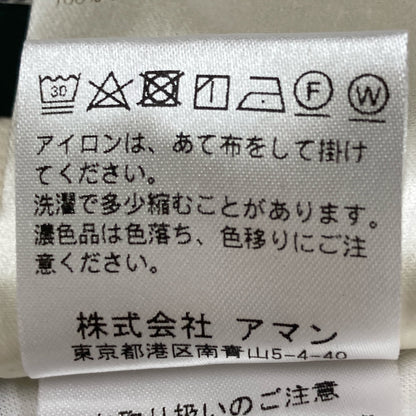 100%
30
F
W
アイロンは、あて布をして掛け
てください。
洗濯で多少縮むことがあります。
濃色品は色落ち、色移りにご注
意ください。
株式会社 アマン
東京都港区南青山5-4-40
取り扱いのご注意